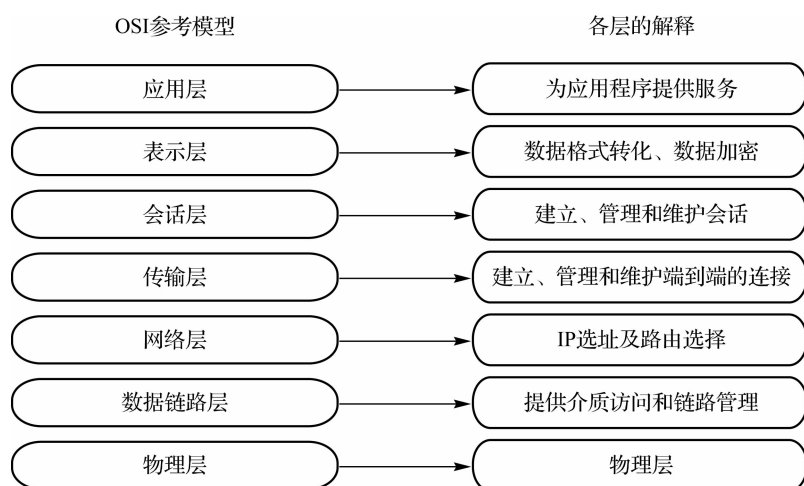 OSI参考模型 各层的解释
应用层 为应用程序提供服务
表示层 数据格式转化、数据加密
会话层 建立、管理和维护会话
传输层 建立、管理和维护端到端的连接
网络层 IP选址及路由选择
数据链路层 提供介质访问和链路管理
物理层 物理层